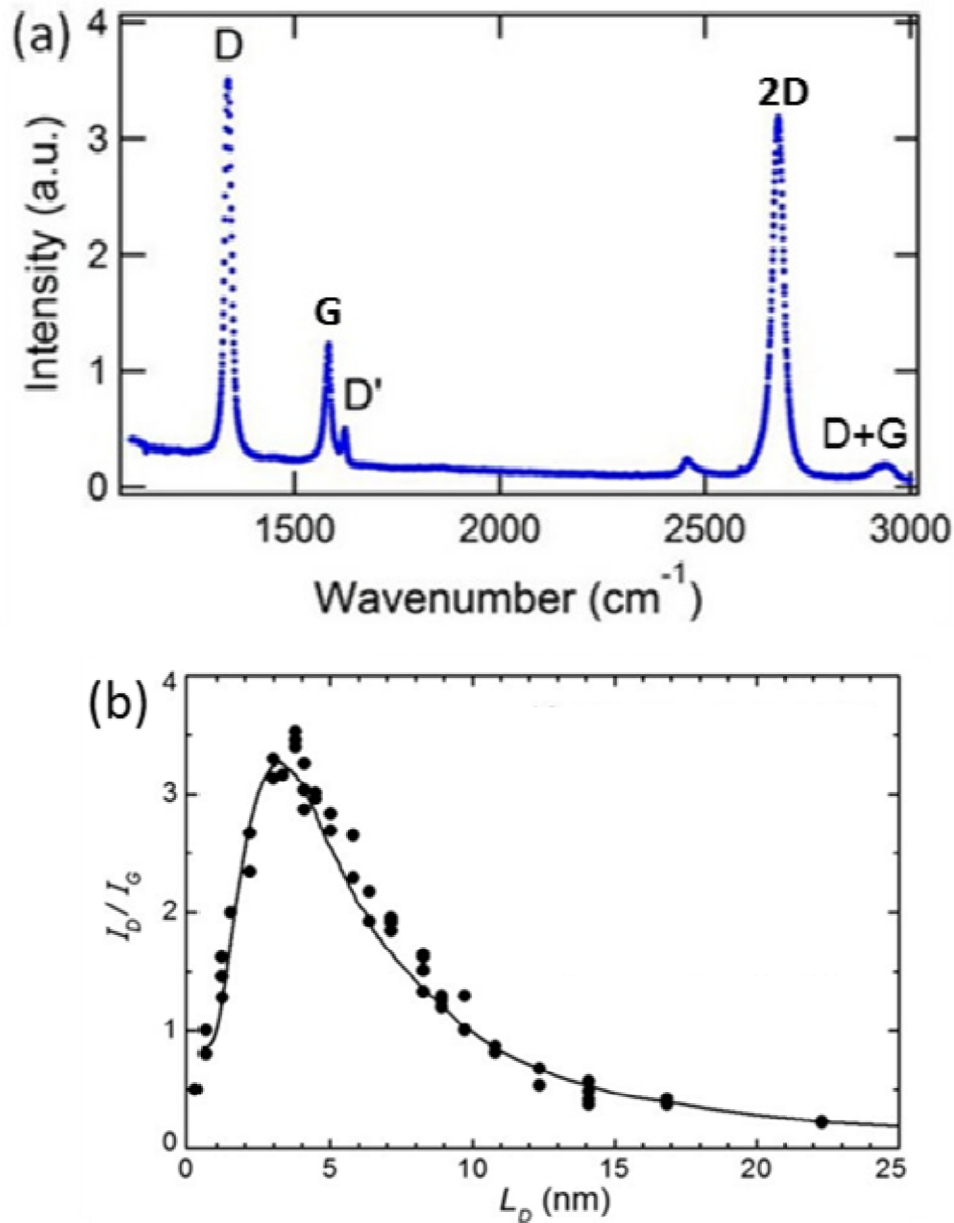 (a)
4
3
2
1
0
Intensity (a.u.)
D
G
D'
2D
D+G
1500 2000 2500 3000
Wavenumber (cm⁻¹)
(b)
4
3
2
1
0
I_D / I_G
0 5 10 15 20 25
L_D (nm)